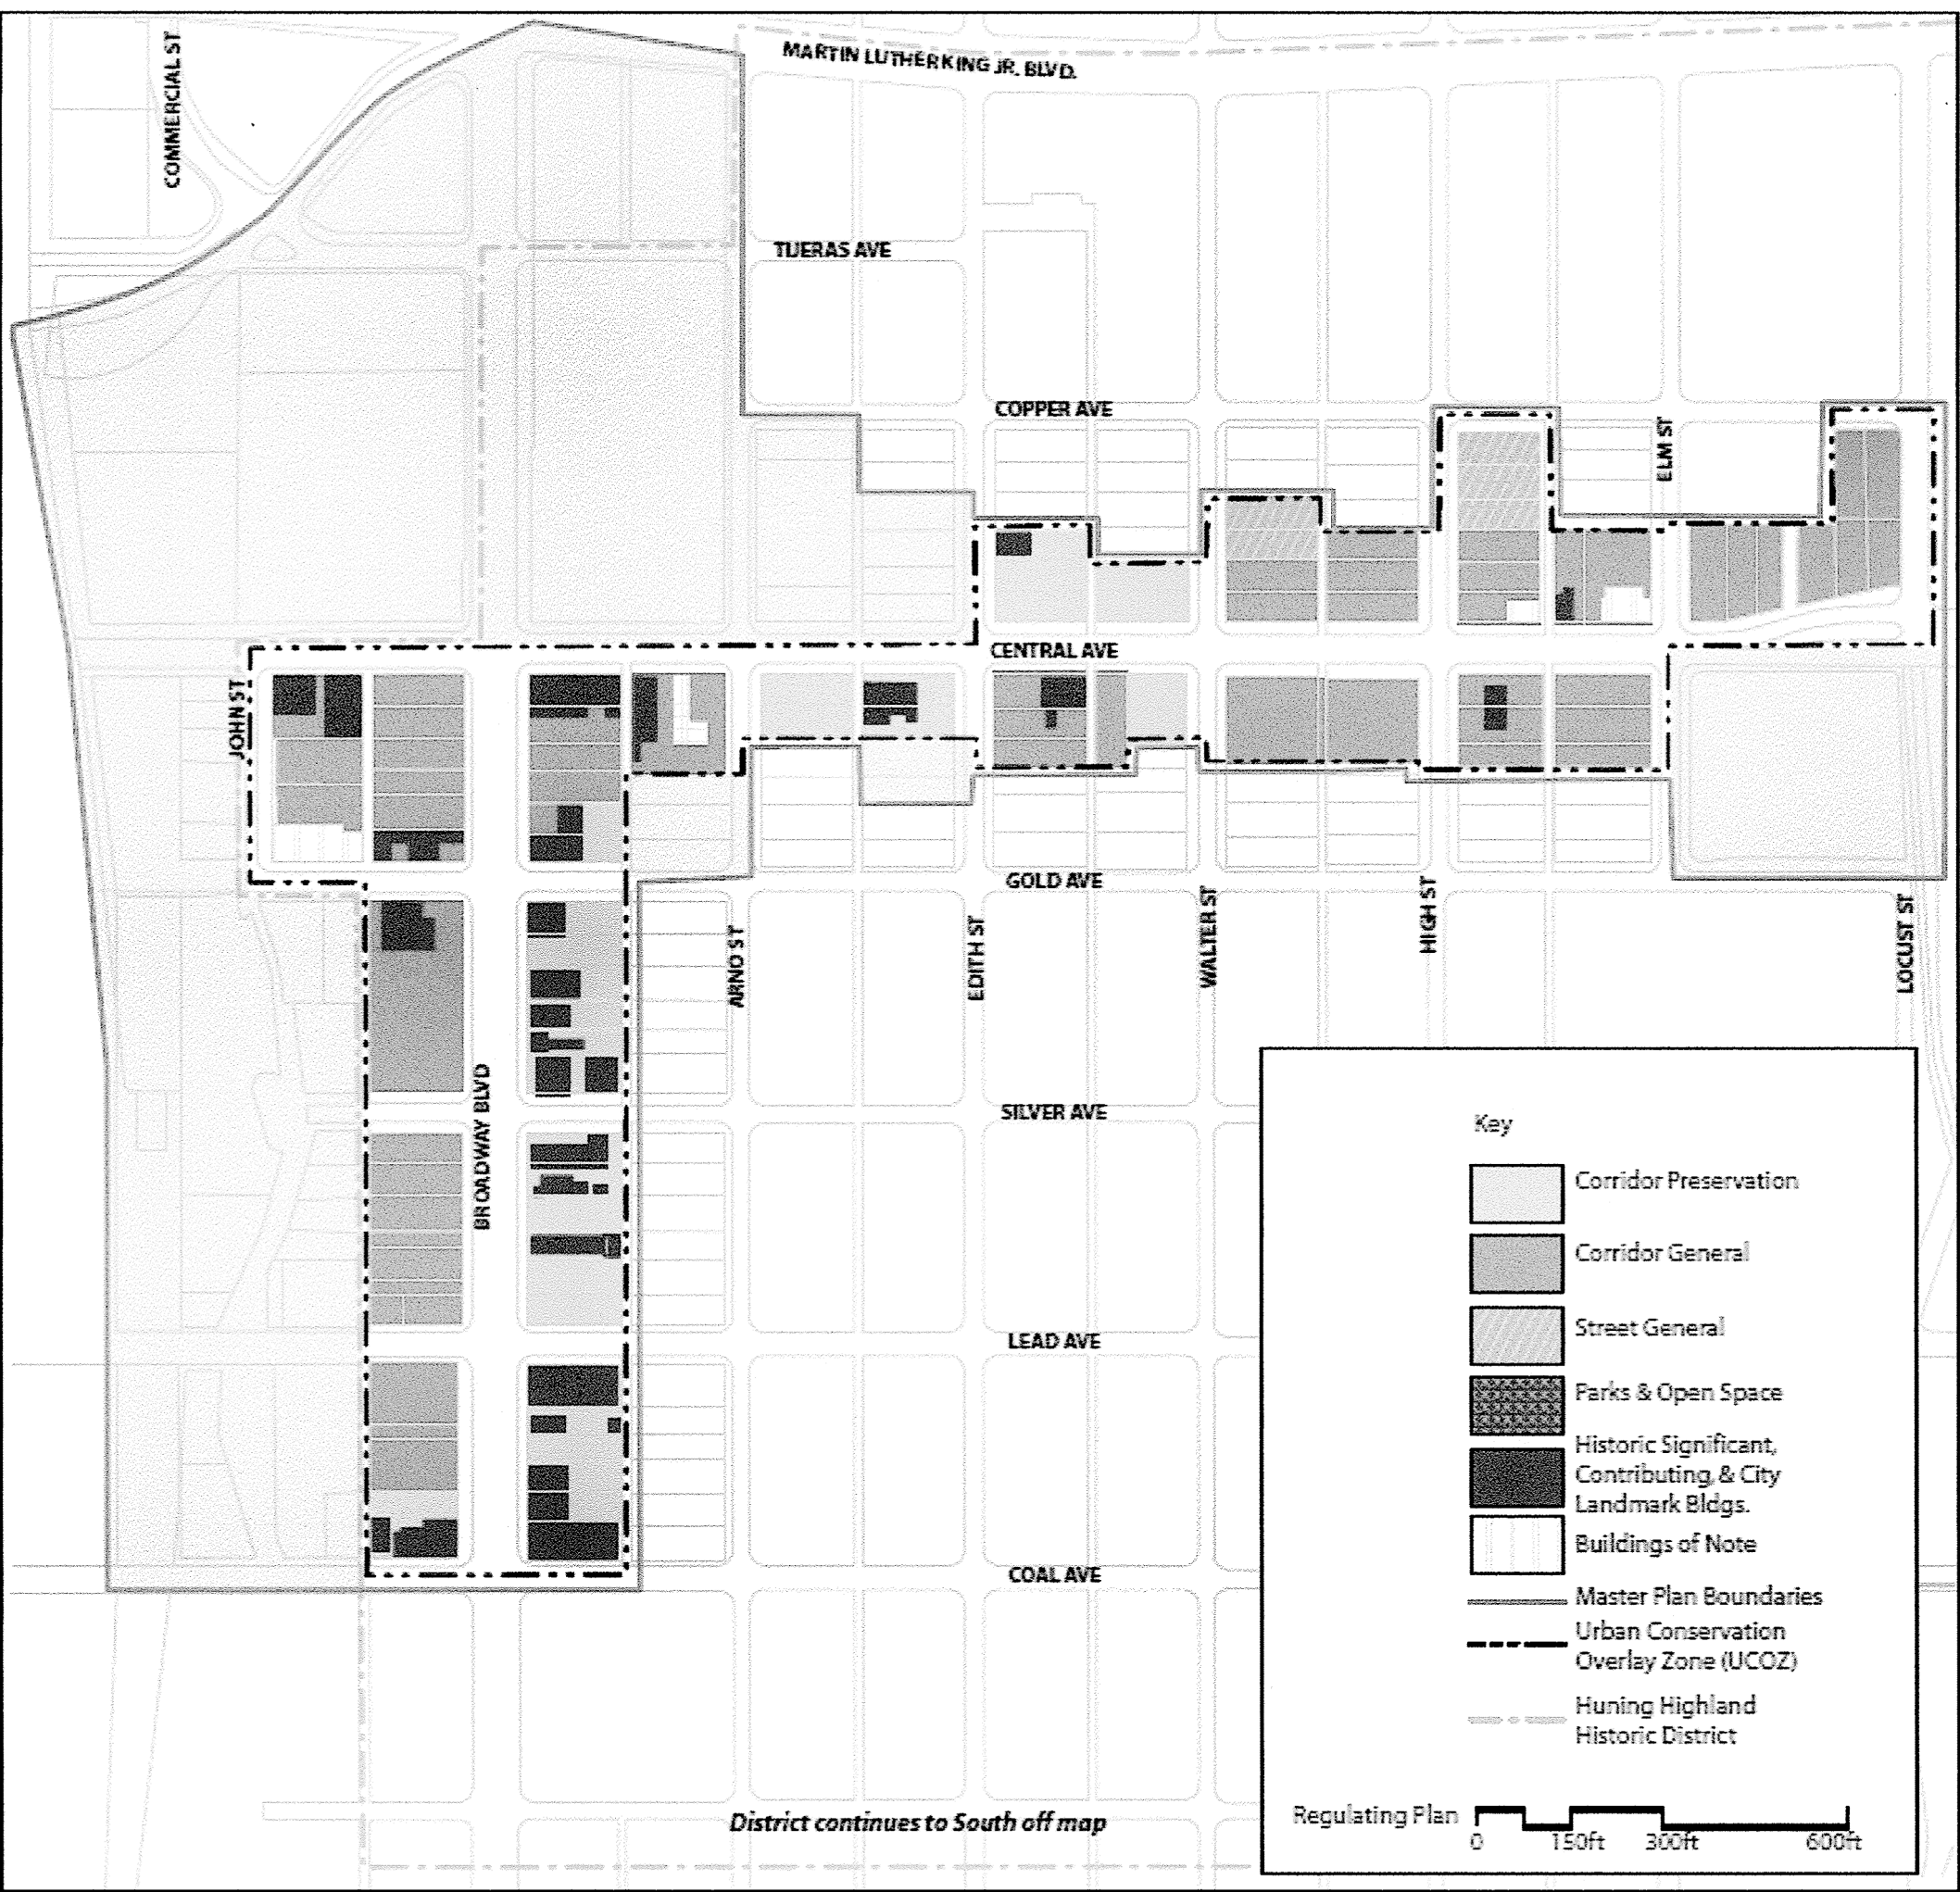 COMMERCIAL ST
MARTIN LUTHER KING JR. BLVD.
TIJERAS AVE
COPPER AVE
ELM ST
CENTRAL AVE
JOHN ST
GOLD AVE
ARNO ST
EDITH ST
WALTER ST
HIGH ST
LOCUST ST
BROADWAY BLVD
SILVER AVE
LEAD AVE
COAL AVE
District continues to South off map
Key
Corridor Preservation
Corridor General
Street General
Parks & Open Space
Historic Significant,
Contributing, & City
Landmark Bldgs.
Buildings of Note
Master Plan Boundaries
Urban Conservation
Overlay Zone (UCOZ)
Huning Highland
Historic District
Regulating Plan
0 150ft 300ft 600ft